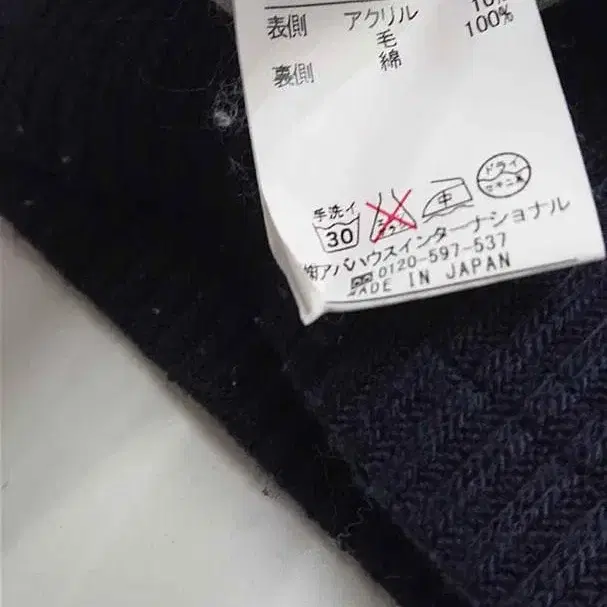 表側 アクリル
毛 10%
裏側 綿 100%
手洗イ
30
中
ドライ
セキユ系
㈱アバハウスインターナショナル
0120-597-537
MADE IN JAPAN